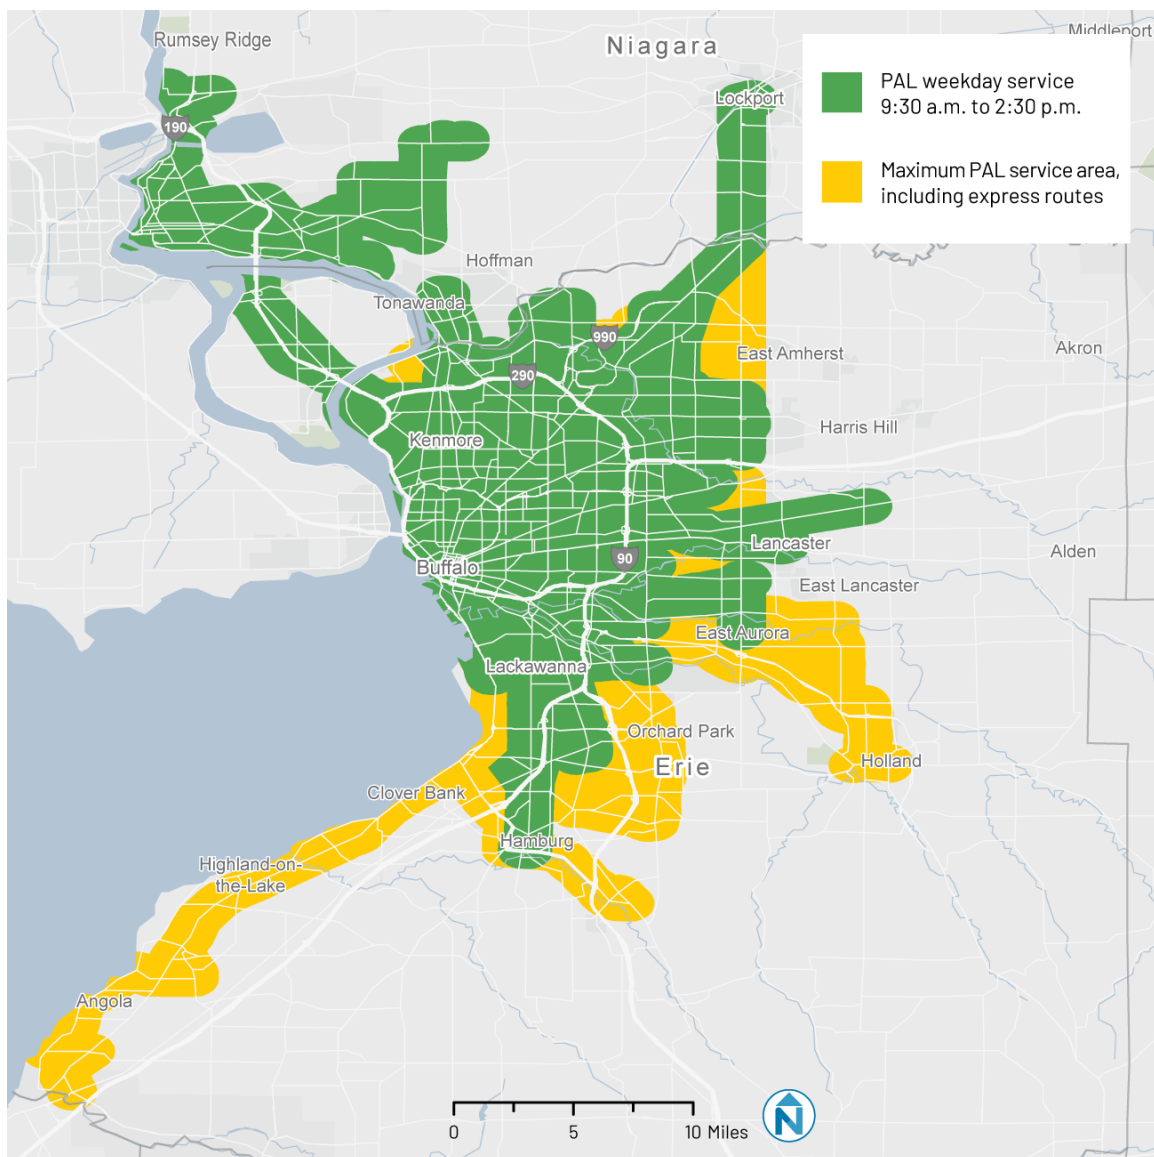 Rumsey Ridge
Niagara
Middleport
PAL weekday service
9:30 a.m. to 2:30 p.m.
Lockport
190
Maximum PAL service area,
including express routes
Hoffman
Tonawanda
990
East Amherst
Akron
290
Harris Hill
Kenmore
Lancaster
Alden
90
Buffalo
East Lancaster
East Aurora
Lackawanna
Orchard Park
Erie
Holland
Clover Bank
Hamburg
Highland-on-
the-Lake
Angola
N
0 5 10 Miles